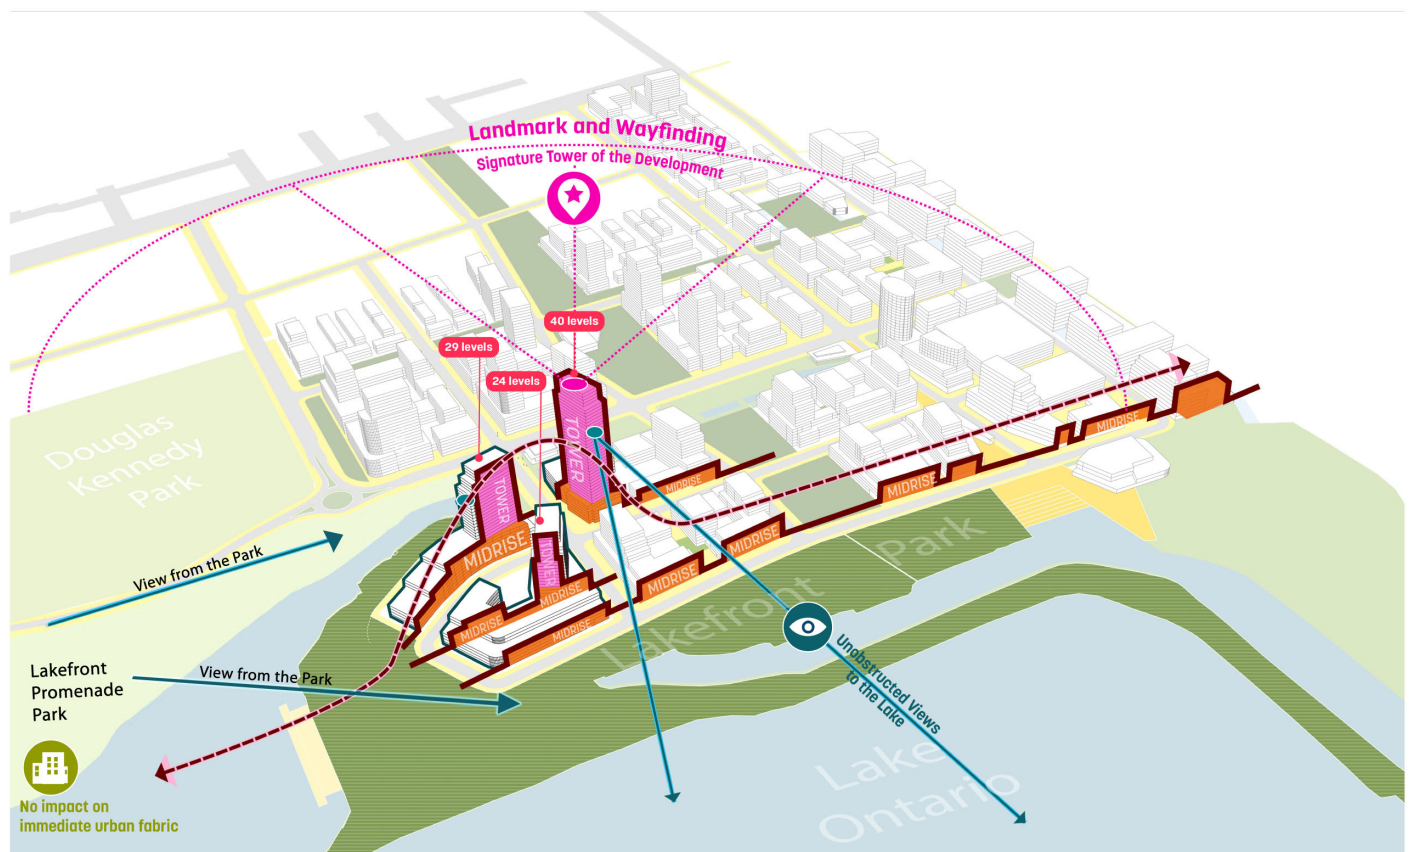 Landmark and Wayfinding
Signature Tower of the Development
40 levels
29 levels
24 levels
TOWER
TOWER
TOWER
MIDRISE
MIDRISE
MIDRISE
MIDRISE
MIDRISE
MIDRISE
MIDRISE
MIDRISE
MIDRISE
MIDRISE
Douglas
Kennedy
Park
View from the Park
Lakefront
Promenade
Park
View from the Park
No impact on
immediate urban fabric
Lakefront Park
Unobstructed Views
to the Lake
Lake
Ontario